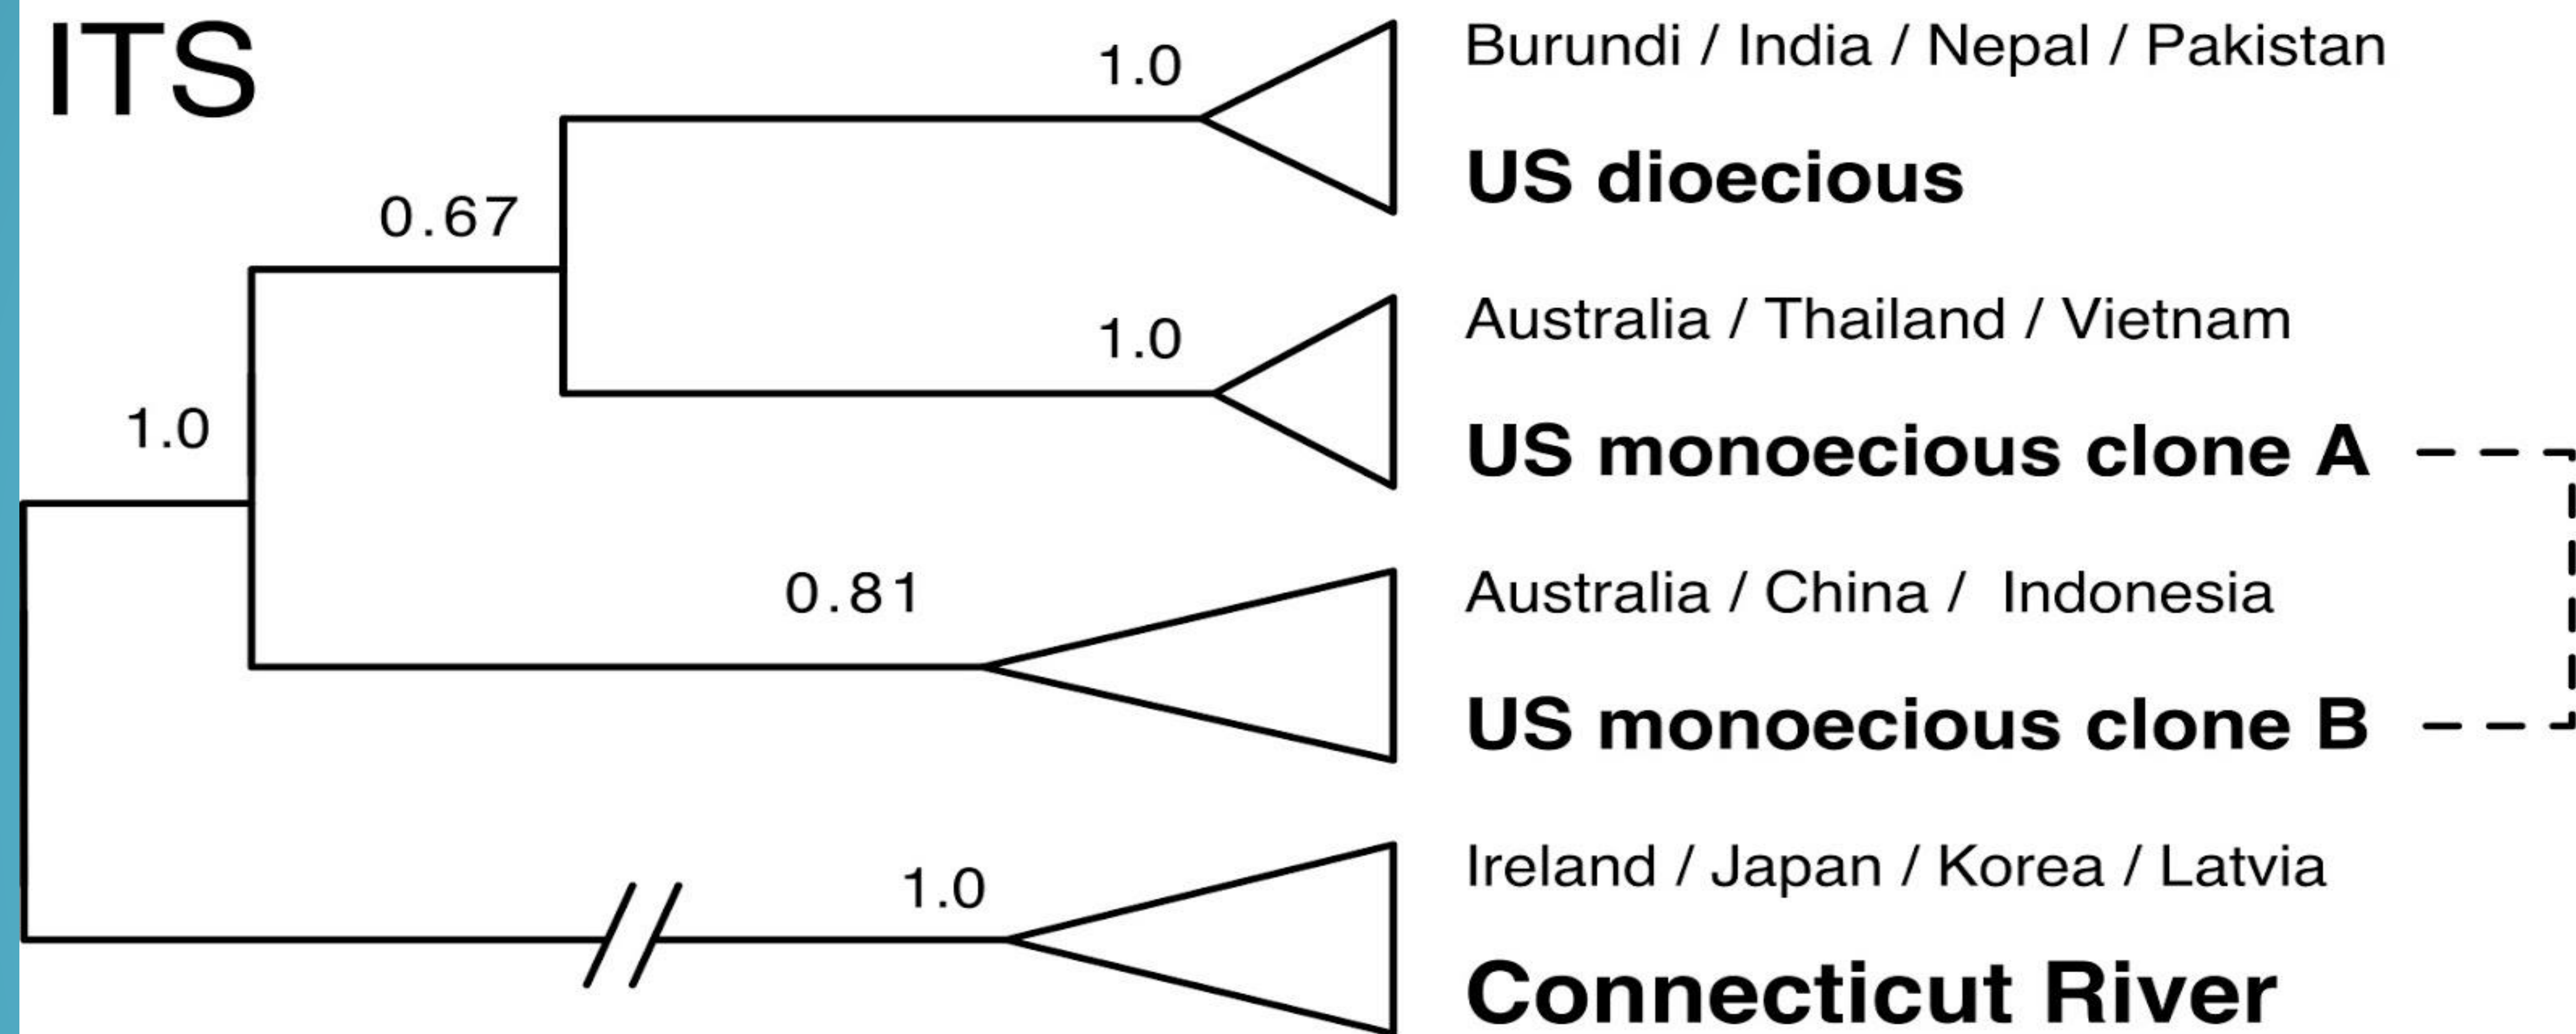 ITS
1.0
Burundi / India / Nepal / Pakistan
US dioecious
0.67
1.0
Australia / Thailand / Vietnam
US monoecious clone A
1.0
0.81
Australia / China / Indonesia
US monoecious clone B
1.0
Ireland / Japan / Korea / Latvia
Connecticut River